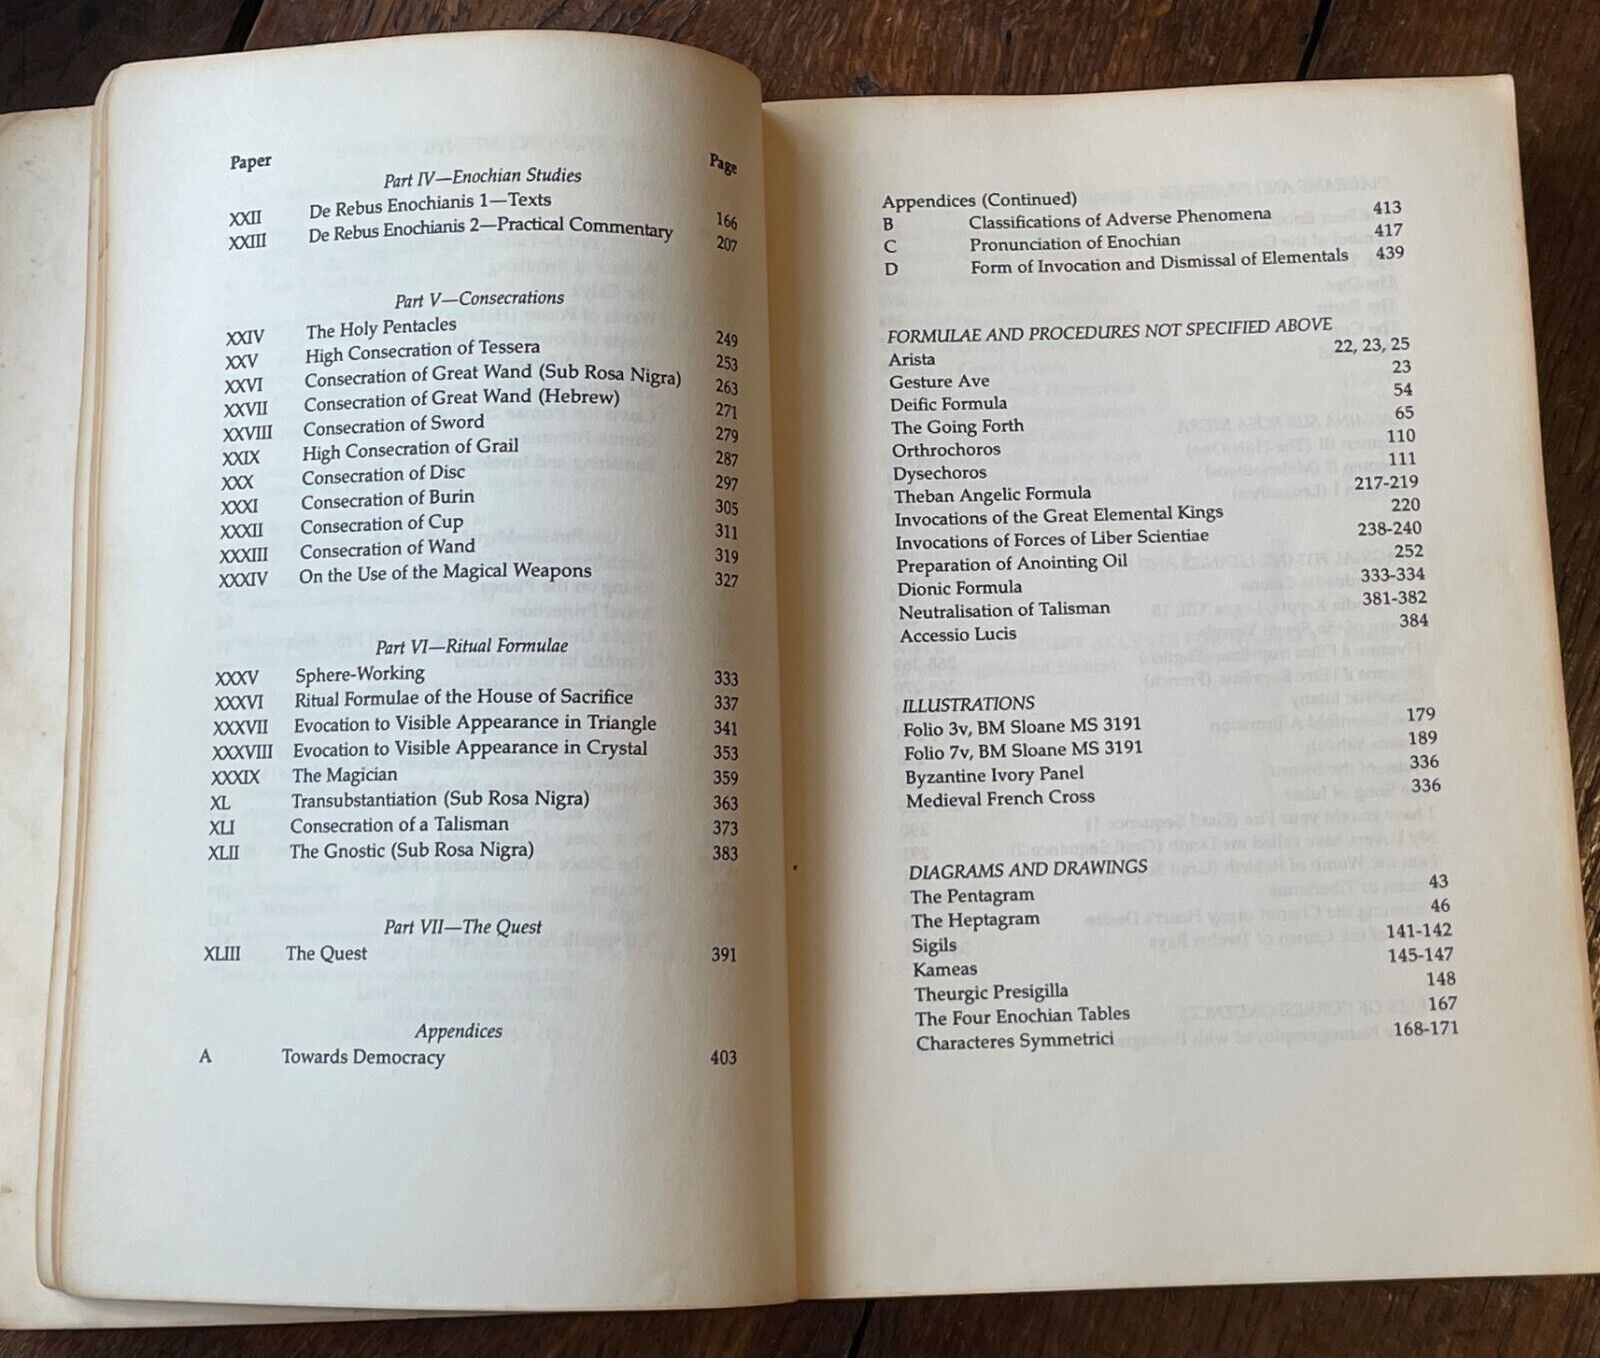 Paper Page
Part IV—Enochian Studies
XXII De Rebus Enochianis 1—Texts 166
XXIII De Rebus Enochianis 2—Practical Commentary 207
Part V—Consecrations
XXIV The Holy Pentacles 249
XXV High Consecration of Tessera 253
XXVI Consecration of Great Wand (Sub Rosa Nigra) 263
XXVII Consecration of Great Wand (Hebrew) 271
XXVIII Consecration of Sword 279
XXIX High Consecration of Grail 287
XXX Consecration of Disc 297
XXXI Consecration of Burin 305
XXXII Consecration of Cup 311
XXXIII Consecration of Wand 319
XXXIV On the Use of the Magical Weapons 327
Part VI—Ritual Formulae
XXXV Sphere-Working 333
XXXVI Ritual Formulae of the House of Sacrifice 337
XXXVII Evocation to Visible Appearance in Triangle 341
XXXVIII Evocation to Visible Appearance in Crystal 353
XXXIX The Magician 359
XL Transubstantiation (Sub Rosa Nigra) 363
XLI Consecration of a Talisman 373
XLII The Gnostic (Sub Rosa Nigra) 383
Part VII—The Quest
XLIII The Quest 391
Appendices
A Towards Democracy 403
Appendices (Continued)
B Classifications of Adverse Phenomena 413
C Pronunciation of Enochian 417
D Form of Invocation and Dismissal of Elementals 439
FORMULAE AND PROCEDURES NOT SPECIFIED ABOVE
Arista 22, 23, 25
Gesture Ave 23
Deific Formula 54
The Going Forth 65
Orthrochoros 110
Dysechoros 111
Theban Angelic Formula 217-219
Invocations of the Great Elemental Kings 220
Invocations of Forces of Liber Scientiae 238-240
Preparation of Anointing Oil 252
Dionic Formula 333-334
Neutralisation of Talisman 381-382
Accessio Lucis 384
ILLUSTRATIONS
Folio 3v, BM Sloane MS 3191 179
Folio 7v, BM Sloane MS 3191 189
Byzantine Ivory Panel 336
Medieval French Cross 336
DIAGRAMS AND DRAWINGS
The Pentagram 43
The Heptagram 46
Sigils 141-142
Kameas 145-147
Theurgic Presigilla 148
The Four Enochian Tables 167
Characteres Symmetrici 168-171